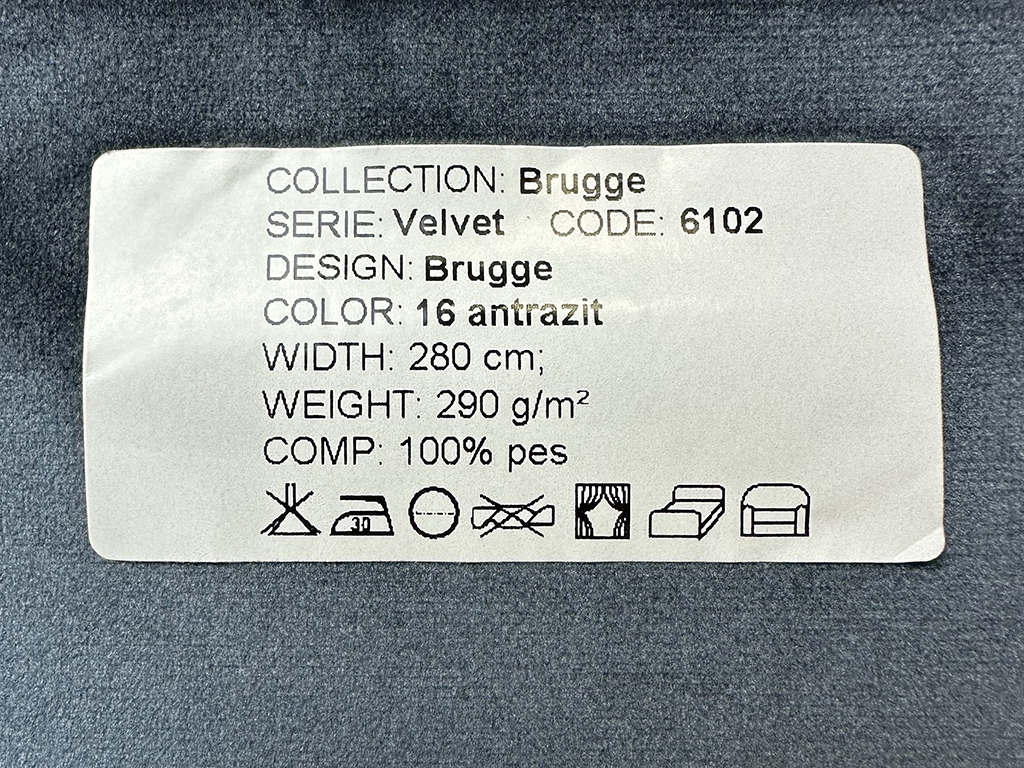 COLLECTION: Brugge
SERIE: Velvet CODE: 6102
DESIGN: Brugge
COLOR: 16 antrazit
WIDTH: 280 cm;
WEIGHT: 290 g/m²
COMP: 100% pes
30